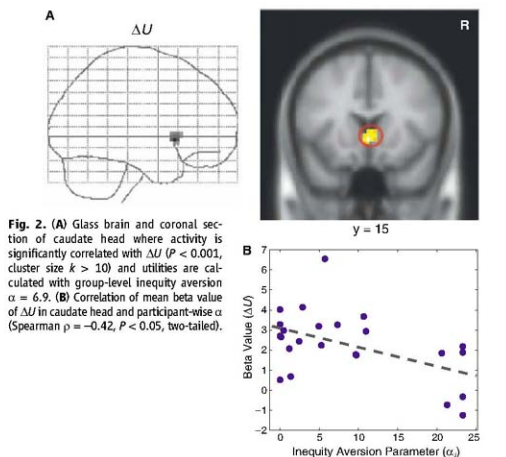 A
ΔU
R
y = 15
Fig. 2. (A) Glass brain and coronal sec-
tion of caudate head where activity is
significantly correlated with ΔU (P < 0.001,
cluster size k > 10) and utilities are cal-
culated with group-level inequity aversion
α = 6.9. (B) Correlation of mean beta value
of ΔU in caudate head and participant-wise α
(Spearman ρ = −0.42, P < 0.05, two-tailed).
B
Beta Value (ΔU)
7
6
5
4
3
2
1
0
−1
−2
0 5 10 15 20 25
Inequity Aversion Parameter (αᵢ)